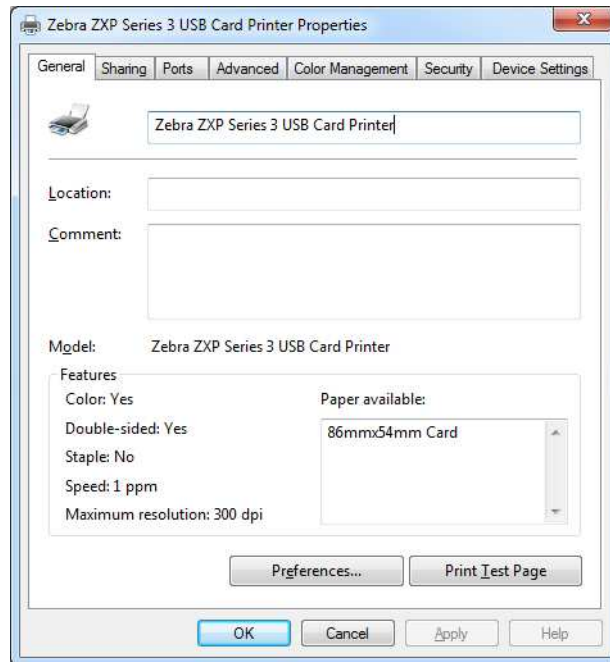 Zebra ZXP Series 3 USB Card Printer Properties
General Sharing Ports Advanced Color Management Security Device Settings
Zebra ZXP Series 3 USB Card Printer
Location:
Comment:
Model: Zebra ZXP Series 3 USB Card Printer
Features
Color: Yes Paper available:
Double-sided: Yes 86mmx54mm Card
Staple: No
Speed: 1 ppm
Maximum resolution: 300 dpi
Preferences... Print Test Page
OK Cancel Apply Help